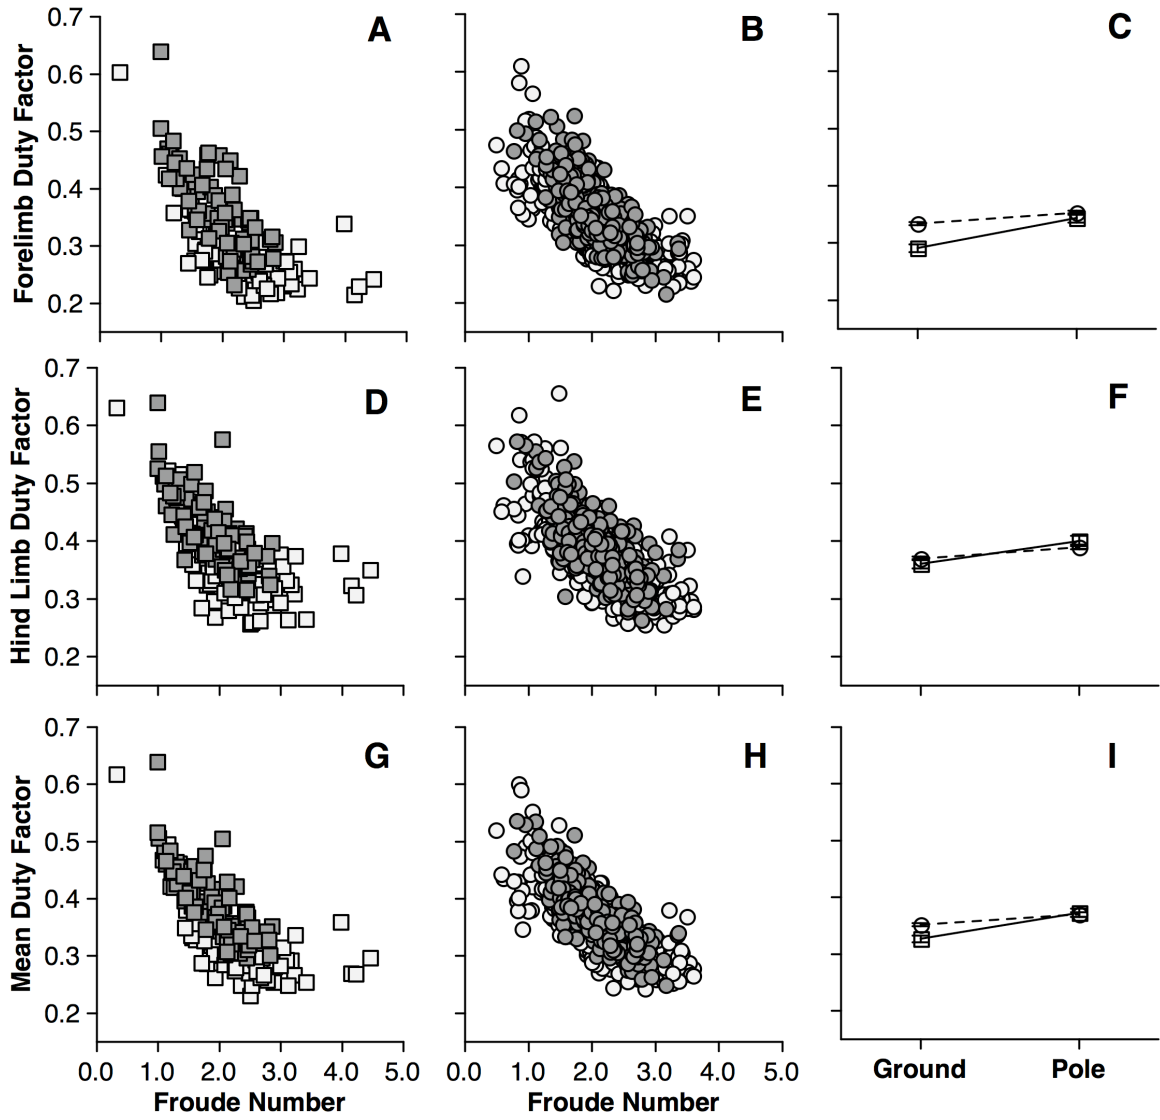 A
B
C
Forelimb Duty Factor
0.7
0.6
0.5
0.4
0.3
0.2
D
E
F
Hind Limb Duty Factor
0.7
0.6
0.5
0.4
0.3
0.2
G
H
I
Mean Duty Factor
0.7
0.6
0.5
0.4
0.3
0.2
0.0 1.0 2.0 3.0 4.0 5.0
0.0 1.0 2.0 3.0 4.0 5.0
Ground Pole
Froude Number
Froude Number